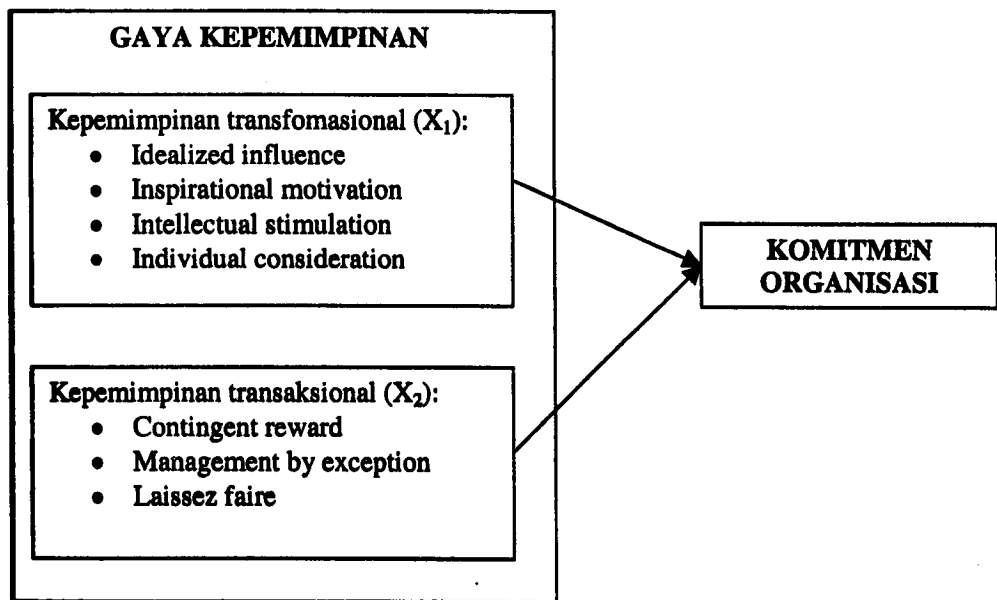 GAYA KEPEMIMPINAN
Kepemimpinan transfomasional (X₁):
• Idealized influence
• Inspirational motivation
• Intellectual stimulation
• Individual consideration
Kepemimpinan transaksional (X₂):
• Contingent reward
• Management by exception
• Laissez faire
KOMITMEN
ORGANISASI